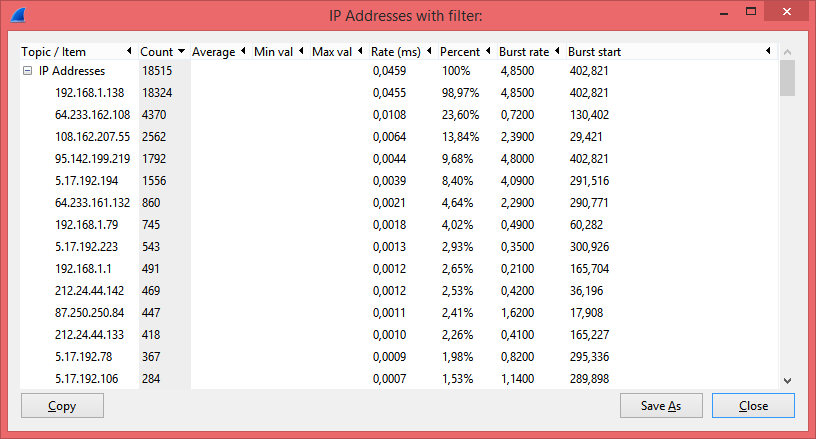 IP Addresses with filter:
Topic / Item Count Average Min val Max val Rate (ms) Percent Burst rate Burst start
IP Addresses 18515 0,0459 100% 4,8500 402,821
192.168.1.138 18324 0,0455 98,97% 4,8500 402,821
64.233.162.108 4370 0,0108 23,60% 0,7200 130,402
108.162.207.55 2562 0,0064 13,84% 2,3900 29,421
95.142.199.219 1792 0,0044 9,68% 4,8000 402,821
5.17.192.194 1556 0,0039 8,40% 4,0900 291,516
64.233.161.132 860 0,0021 4,64% 2,2900 290,771
192.168.1.79 745 0,0018 4,02% 0,4900 60,282
5.17.192.223 543 0,0013 2,93% 0,3500 300,926
192.168.1.1 491 0,0012 2,65% 0,2100 165,704
212.24.44.142 469 0,0012 2,53% 0,4200 36,196
87.250.250.84 447 0,0011 2,41% 1,6200 17,908
212.24.44.133 418 0,0010 2,26% 0,4100 165,227
5.17.192.78 367 0,0009 1,98% 0,8200 295,336
5.17.192.106 284 0,0007 1,53% 1,1400 289,898
Copy Save As Close